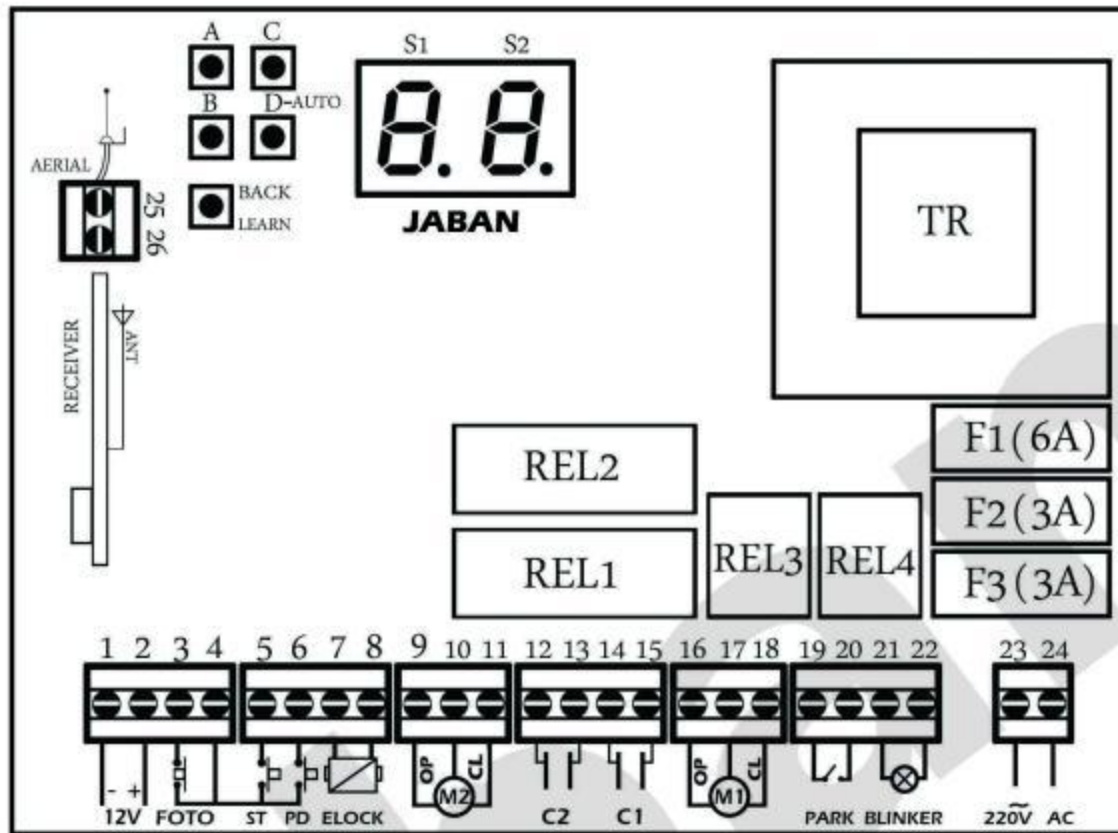 A C
S1 S2
B D-AUTO
AERIAL
25 26
BACK
LEARN
JABAN
TR
RECEIVER
ANT
F1(6A)
REL2
F2(3A)
REL1
REL3
REL4
F3(3A)
1 2 3 4 5 6 7 8 9 10 11 12 13 14 15 16 17 18 19 20 21 22 23 24
OP CL OP CL
- +
M2 M1
12V FOTO ST PD ELOCK C2 C1 PARK BLINKER 220V~ AC